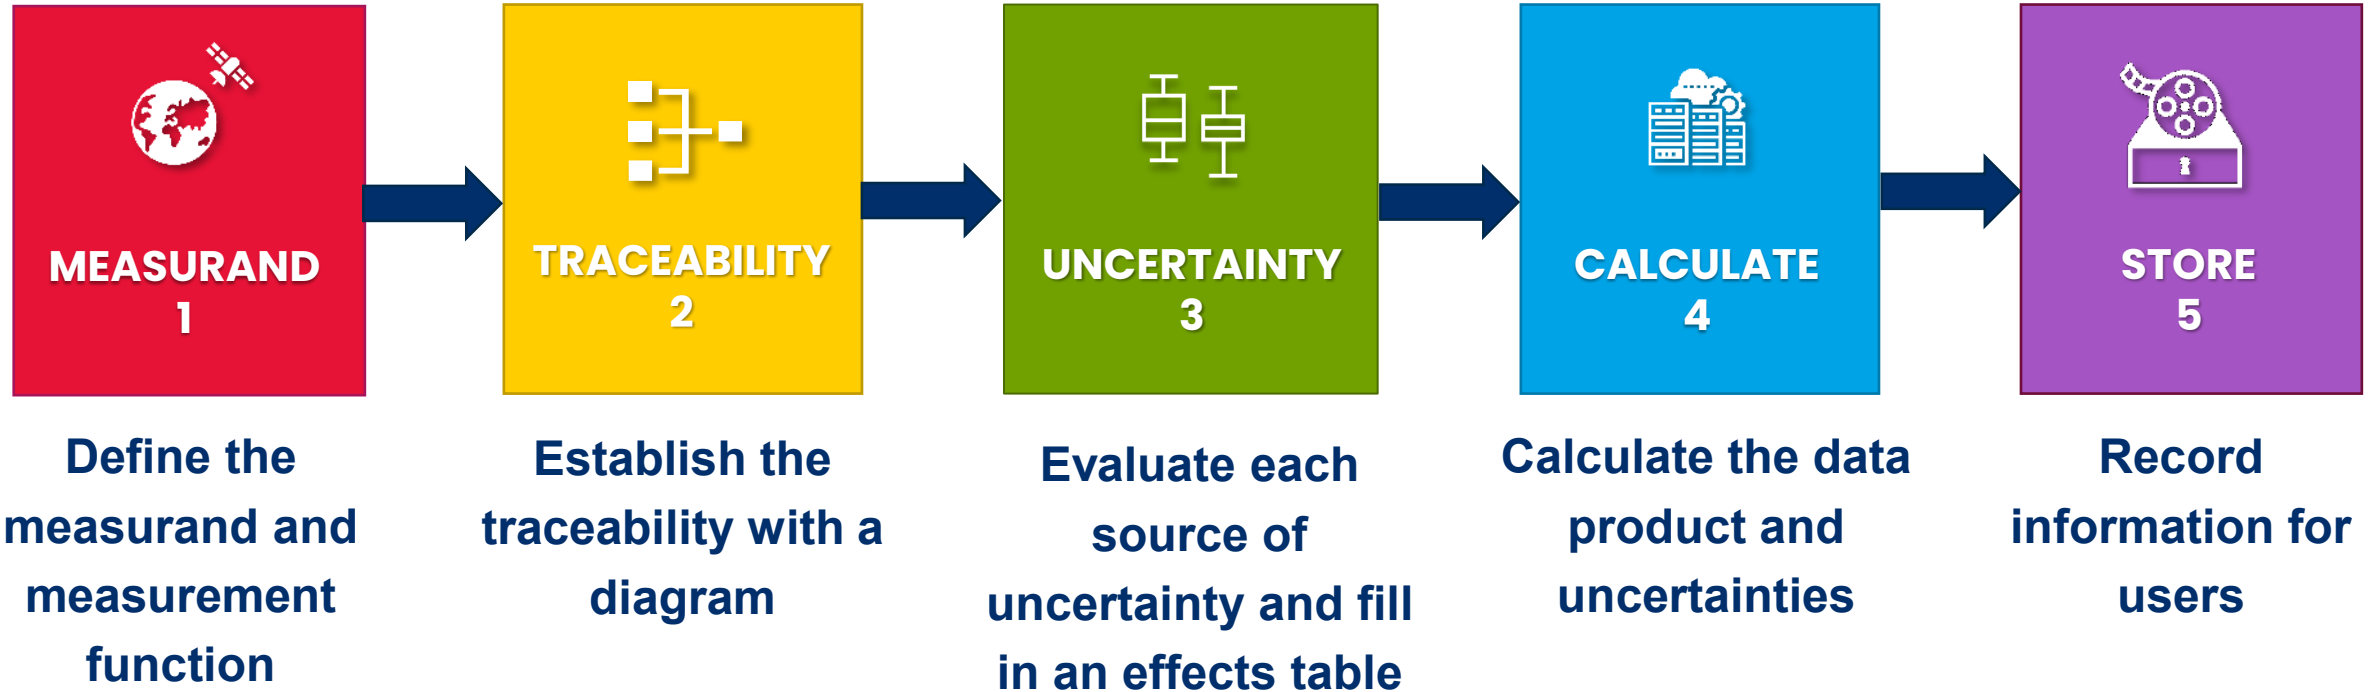 MEASURAND
1
TRACEABILITY
2
UNCERTAINTY
3
CALCULATE
4
STORE
5
Define the
measurand and
measurement
function
Establish the
traceability with a
diagram
Evaluate each
source of
uncertainty and fill
in an effects table
Calculate the data
product and
uncertainties
Record
information for
users